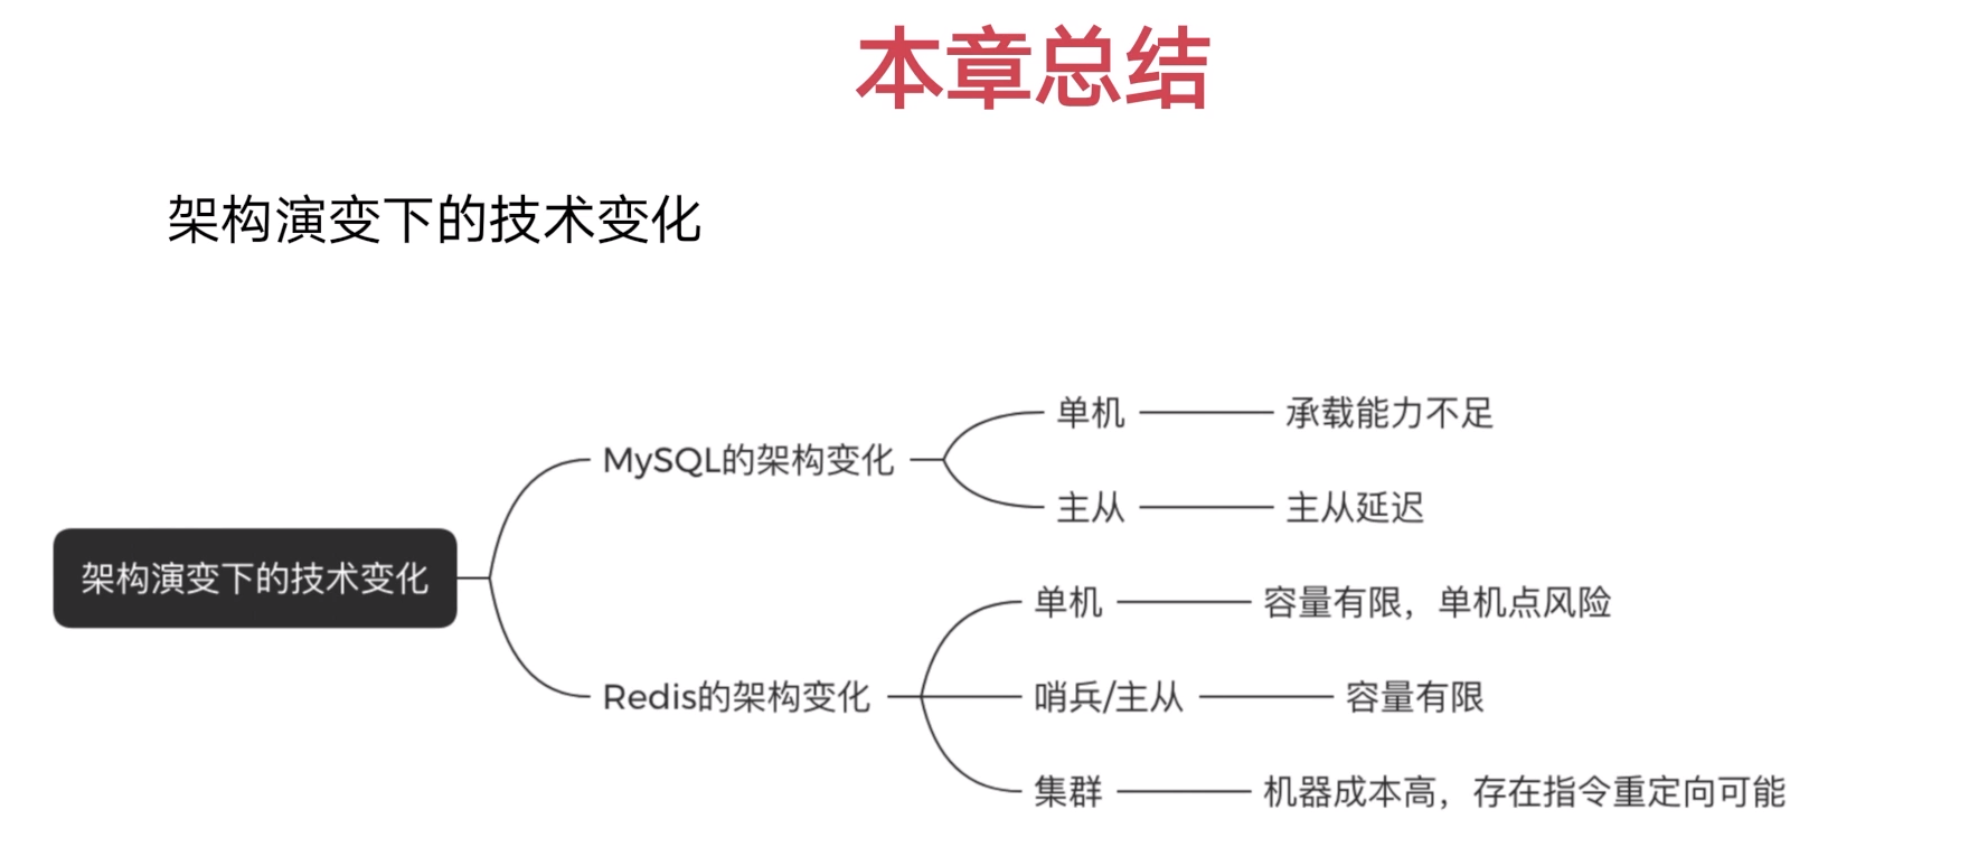 本章总结
架构演变下的技术变化
架构演变下的技术变化
MySQL的架构变化
单机
承载能力不足
主从
主从延迟
Redis的架构变化
单机
容量有限，单机点风险
哨兵/主从
容量有限
集群
机器成本高，存在指令重定向可能